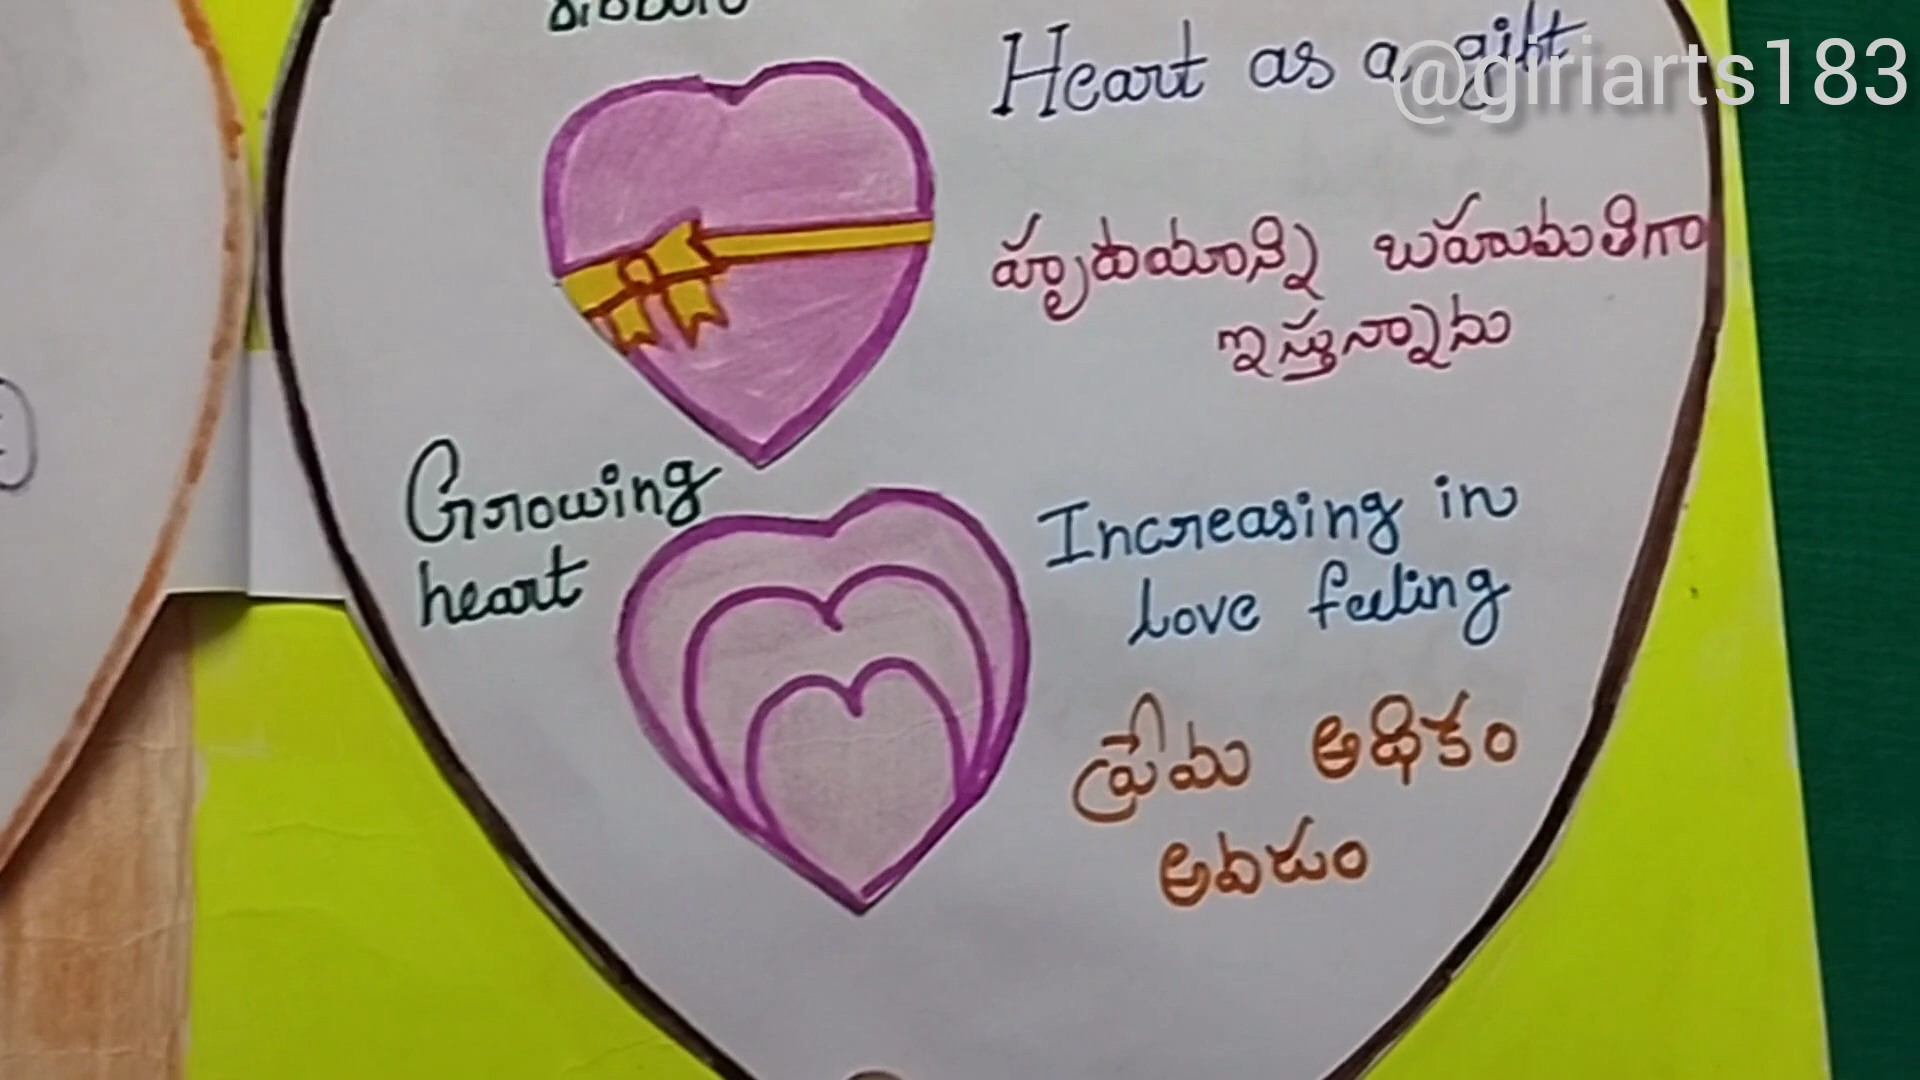 Heart as a gift
@giriarts183
హృదయాన్ని బహుమతిగా
ఇస్తున్నాను
Growing
heart
Increasing in
love feeling
ప్రేమ అధికం
అవడం